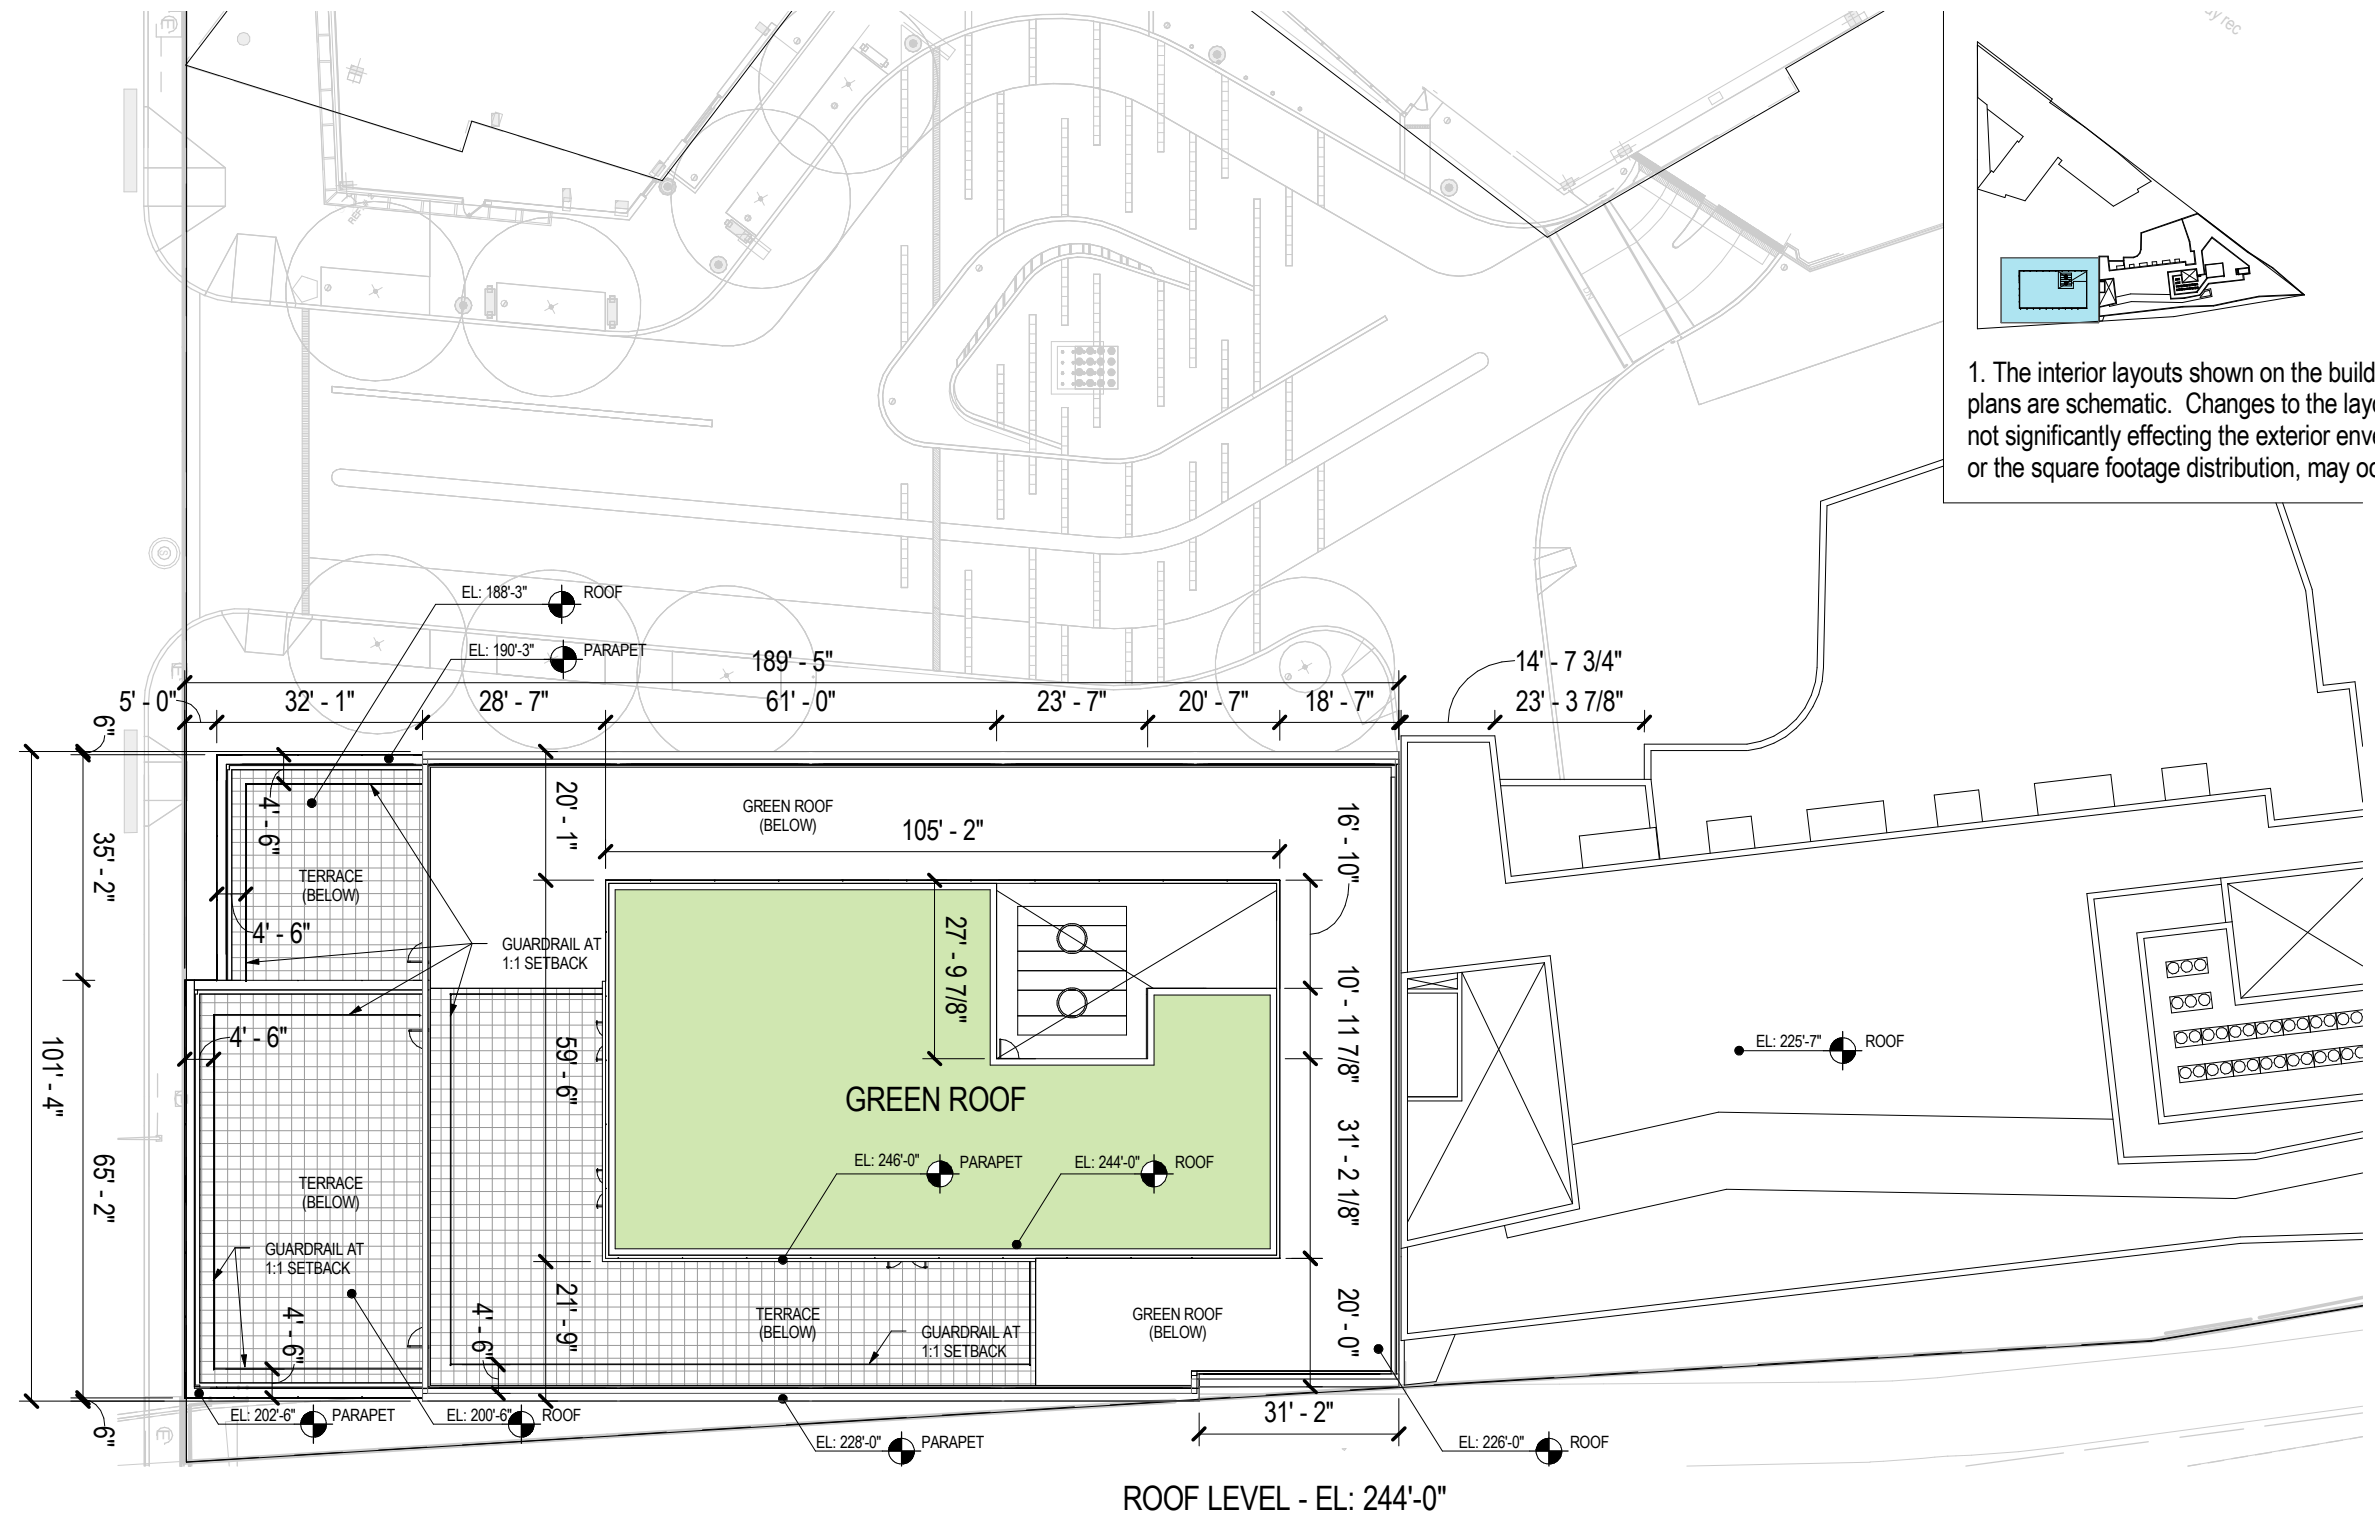 1. The interior layouts shown on the build
plans are schematic. Changes to the lay
not significantly effecting the exterior env
or the square footage distribution, may
EL: 188'-3" ROOF
EL: 190'-3" PARAPET
189' - 5"
14' - 7 3/4"
5' - 0"
32' - 1"
28' - 7"
61' - 0"
23' - 7"
20' - 7"
18' - 7"
23' - 3 7/8"
6"
35' - 2"
101' - 4"
65' - 2"
6"
4' - 6"
TERRACE
(BELOW)
4' - 6"
20' - 1"
GREEN ROOF
(BELOW)
105' - 2"
16' - 10"
GUARDRAIL AT
1:1 SETBACK
27' - 9 7/8"
10' - 11 7/8"
4' - 6"
59' - 6"
GREEN ROOF
EL: 225'-7" ROOF
31' - 2 1/8"
EL: 246'-0" PARAPET
EL: 244'-0" ROOF
TERRACE
(BELOW)
GUARDRAIL AT
1:1 SETBACK
4' - 6"
4' - 6"
21' - 9"
TERRACE
(BELOW)
GUARDRAIL AT
1:1 SETBACK
GREEN ROOF
(BELOW)
20' - 0"
EL: 202'-6" PARAPET
EL: 200'-6" ROOF
EL: 228'-0" PARAPET
31' - 2"
EL: 226'-0" ROOF
ROOF LEVEL - EL: 244'-0"